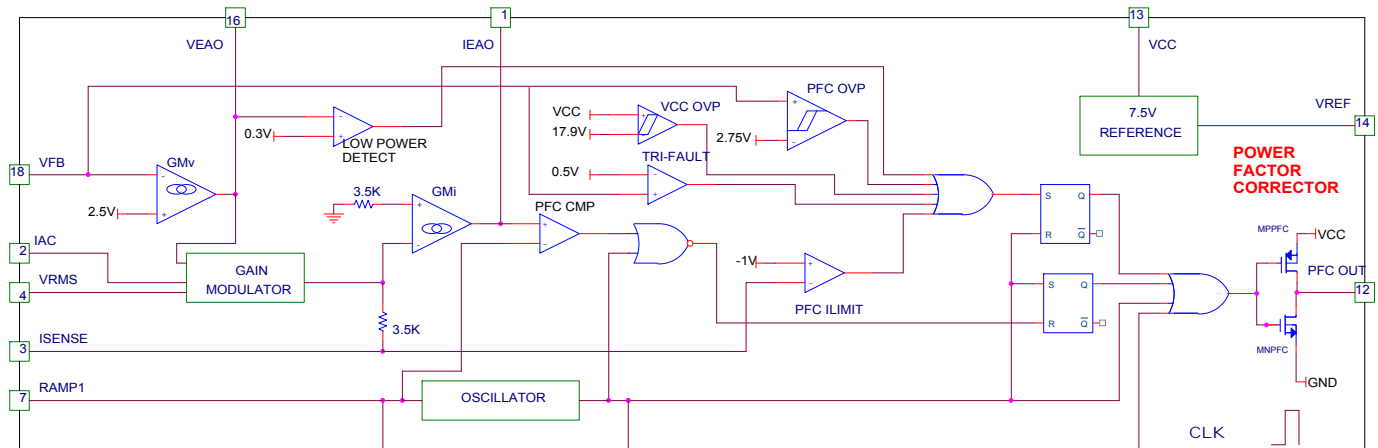 16
1
13
VEAO
IEAO
VCC
PFC OVP
VCC OVP
VCC
17.9V
2.75V
7.5V
REFERENCE
VREF
14
0.3V
LOW POWER
DETECT
TRI-FAULT
0.5V
POWER
FACTOR
CORRECTOR
VFB
18
GMv
2.5V
3.5K
GMi
PFC CMP
S
Q
R
Q
MPPFC
VCC
IAC
2
VRMS
4
GAIN
MODULATOR
-1V
PFC ILIMIT
S
Q
R
Q
PFC OUT
12
3.5K
ISENSE
3
MNPFC
RAMP1
7
OSCILLATOR
GND
CLK